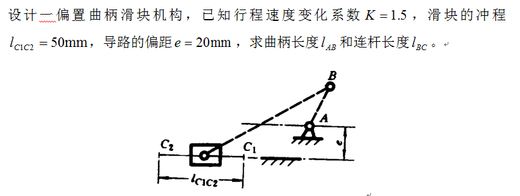 设计一偏置曲柄滑块机构，已知行程速度变化系数 K = 1.5，滑块的冲程
l_{C1C2} = 50mm，导路的偏距 e = 20mm，求曲柄长度 l_{AB} 和连杆长度 l_{BC}。
B
A
C₂ C₁ e
l_{C1C2}